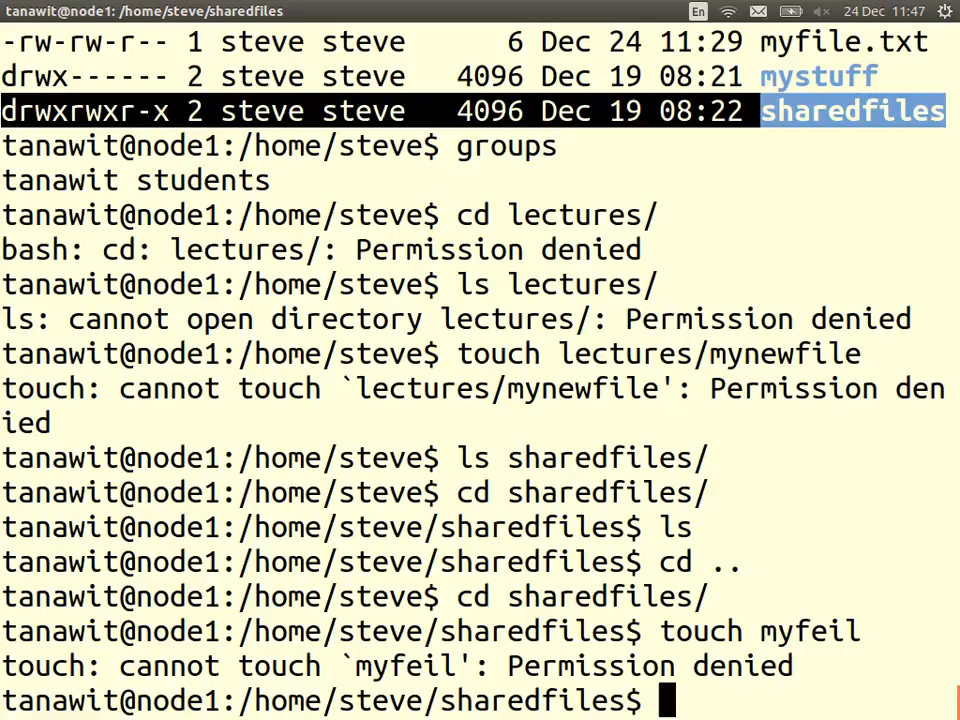 tanawit@node1: /home/steve/sharedfiles En 24 Dec 11:47
-rw-rw-r-- 1 steve steve 6 Dec 24 11:29 myfile.txt
drwx------ 2 steve steve 4096 Dec 19 08:21 mystuff
drwxrwxr-x 2 steve steve 4096 Dec 19 08:22 sharedfiles
tanawit@node1:/home/steve$ groups
tanawit students
tanawit@node1:/home/steve$ cd lectures/
bash: cd: lectures/: Permission denied
tanawit@node1:/home/steve$ ls lectures/
ls: cannot open directory lectures/: Permission denied
tanawit@node1:/home/steve$ touch lectures/mynewfile
touch: cannot touch `lectures/mynewfile': Permission den
ied
tanawit@node1:/home/steve$ ls sharedfiles/
tanawit@node1:/home/steve$ cd sharedfiles/
tanawit@node1:/home/steve/sharedfiles$ ls
tanawit@node1:/home/steve/sharedfiles$ cd ..
tanawit@node1:/home/steve$ cd sharedfiles/
tanawit@node1:/home/steve/sharedfiles$ touch myfeil
touch: cannot touch `myfeil': Permission denied
tanawit@node1:/home/steve/sharedfiles$